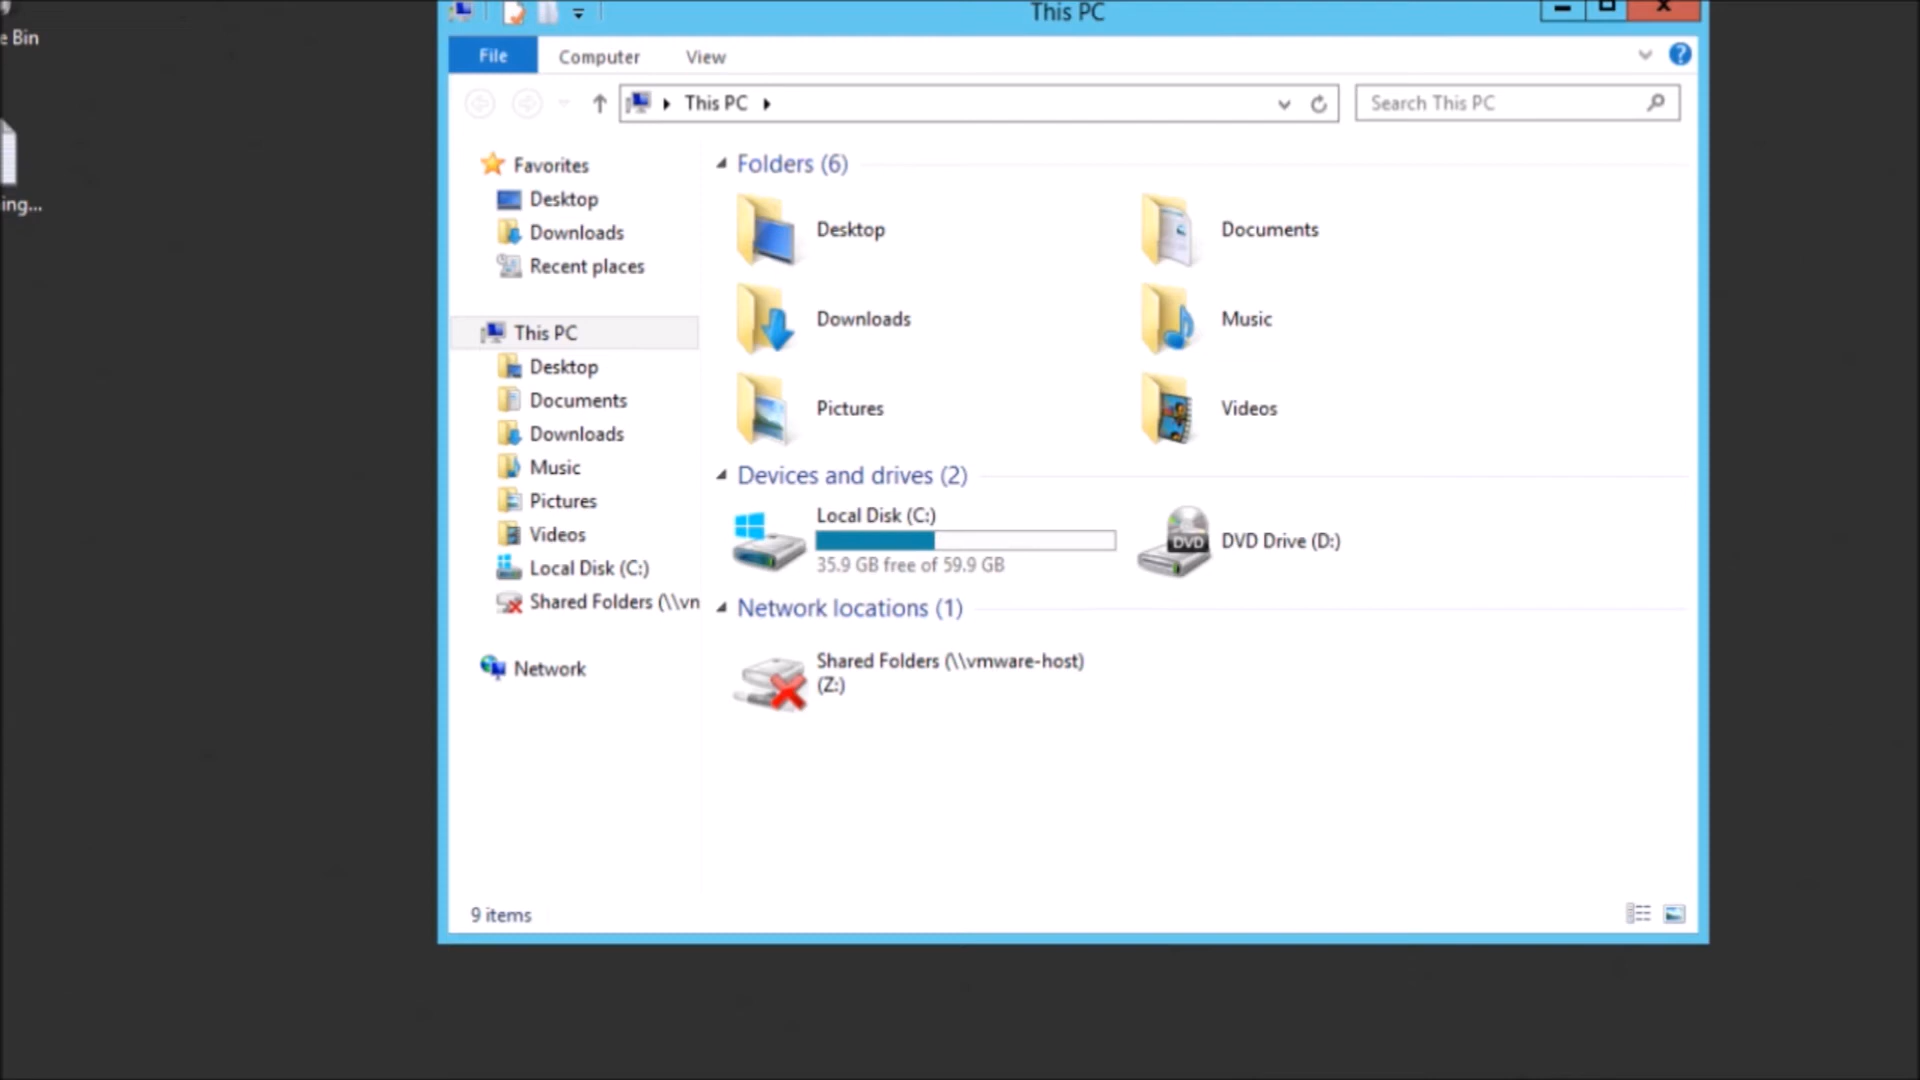 e Bin
ing...
This PC
File
Computer
View
This PC
Search This PC
Favorites
Desktop
Downloads
Recent places
This PC
Desktop
Documents
Downloads
Music
Pictures
Videos
Local Disk (C:)
Shared Folders (\\vn
Network
Folders (6)
Desktop
Documents
Downloads
Music
Pictures
Videos
Devices and drives (2)
Local Disk (C:)
35.9 GB free of 59.9 GB
DVD
DVD Drive (D:)
Network locations (1)
Shared Folders (\\vmware-host)
(Z:)
9 items